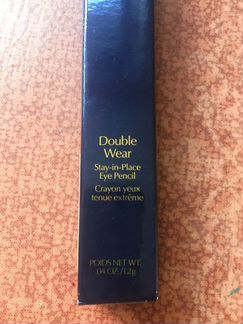 Double
Wear
Stay-in-Place
Eye Pencil
Crayon yeux
tenue extrême
POIDS NET WT.
.04 OZ./1.2g